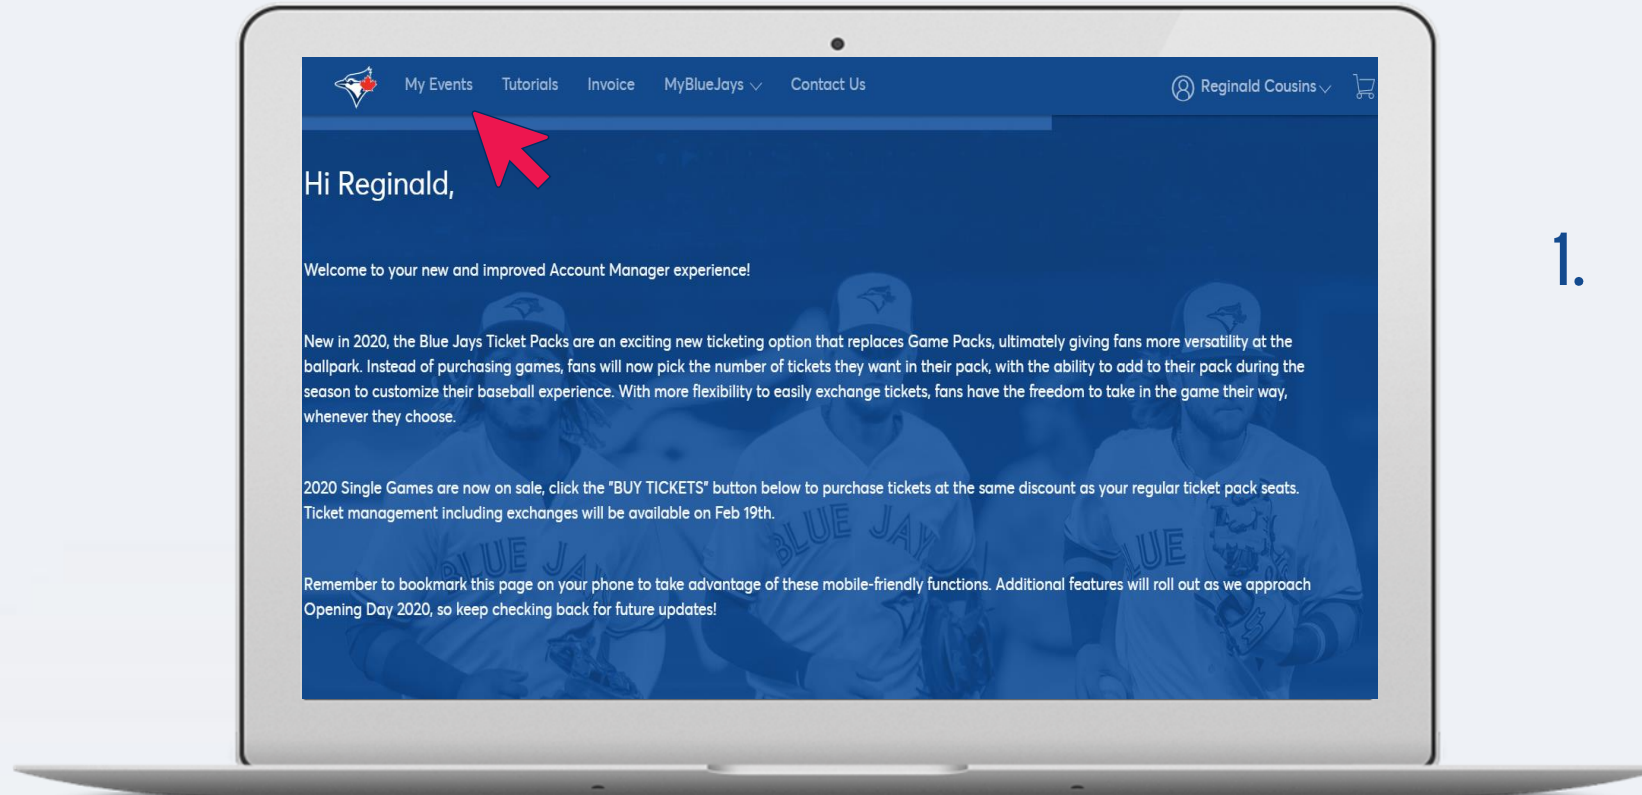 My Events Tutorials Invoice MyBlueJays Contact Us Reginald Cousins
Hi Reginald,
Welcome to your new and improved Account Manager experience!
New in 2020, the Blue Jays Ticket Packs are an exciting new ticketing option that replaces Game Packs, ultimately giving fans more versatility at the
ballpark. Instead of purchasing games, fans will now pick the number of tickets they want in their pack, with the ability to add to their pack during the
season to customize their baseball experience. With more flexibility to easily exchange tickets, fans have the freedom to take in the game their way,
whenever they choose.
2020 Single Games are now on sale, click the "BUY TICKETS" button below to purchase tickets at the same discount as your regular ticket pack seats.
Ticket management including exchanges will be available on Feb 19th.
BLUE JAY
LUE JA
LUE
Remember to bookmark this page on your phone to take advantage of these mobile-friendly functions. Additional features will roll out as we approach
Opening Day 2020, so keep checking back for future updates!
1.